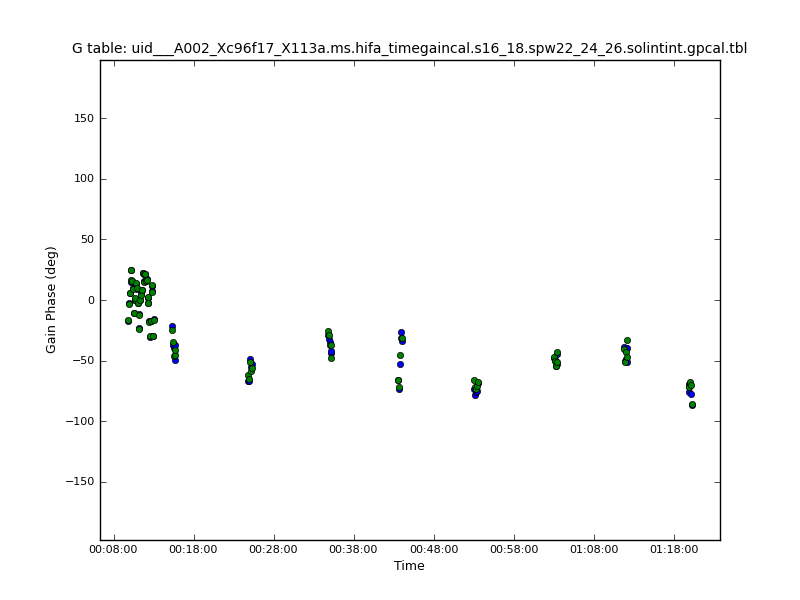 G table: uid___A002_Xc96f17_X113a.ms.hifa_timegaincal.s16_18.spw22_24_26.solintint.gpcal.tbl
150
100
50
0
−50
−100
−150
Gain Phase (deg)
00:08:00 00:18:00 00:28:00 00:38:00 00:48:00 00:58:00 01:08:00 01:18:00
Time